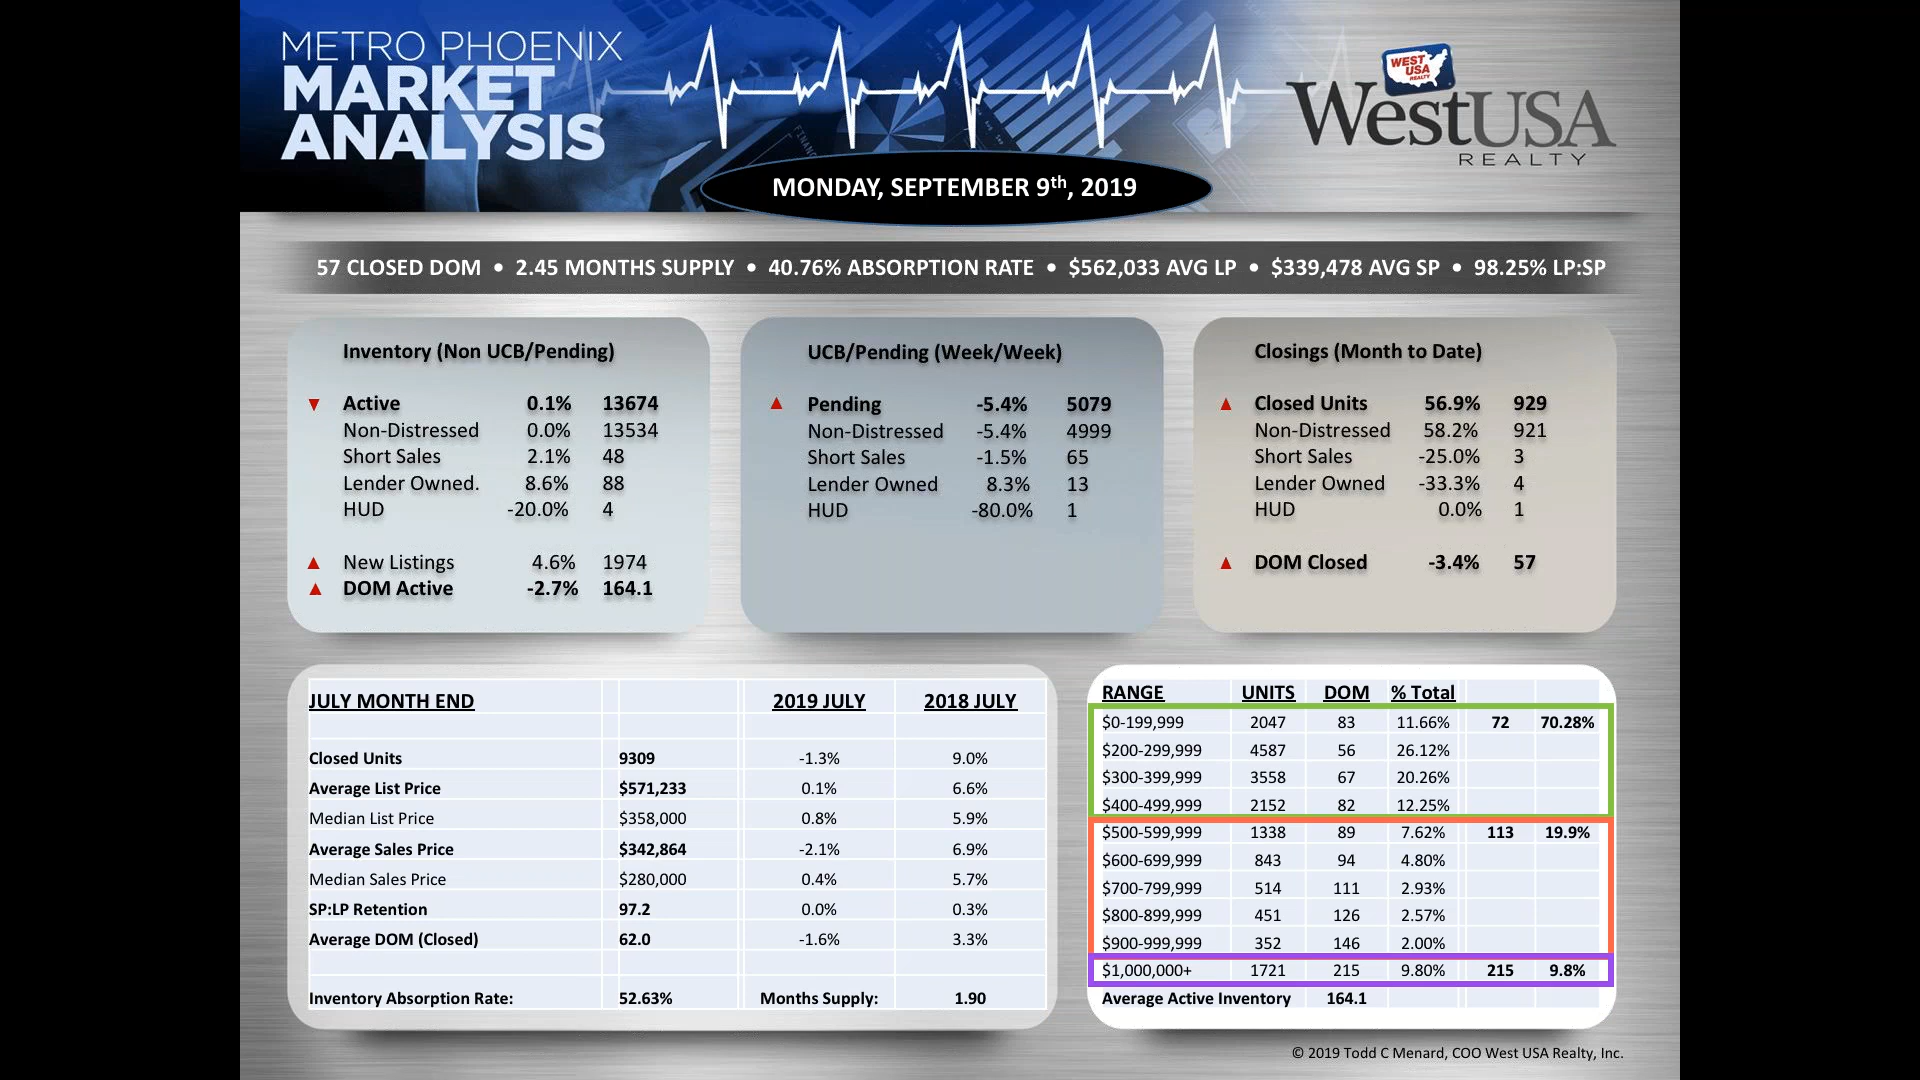 METRO PHOENIX
MARKET
ANALYSIS
WEST
USA
REALTY
WestUSA
REALTY
MONDAY, SEPTEMBER 9th, 2019
57 CLOSED DOM • 2.45 MONTHS SUPPLY • 40.76% ABSORPTION RATE • $562,033 AVG LP • $339,478 AVG SP • 98.25% LP:SP
Inventory (Non UCB/Pending)
▼ Active 0.1% 13674
Non-Distressed 0.0% 13534
Short Sales 2.1% 48
Lender Owned. 8.6% 88
HUD -20.0% 4
▲ New Listings 4.6% 1974
▲ DOM Active -2.7% 164.1
UCB/Pending (Week/Week)
▲ Pending -5.4% 5079
Non-Distressed -5.4% 4999
Short Sales -1.5% 65
Lender Owned 8.3% 13
HUD -80.0% 1
Closings (Month to Date)
▲ Closed Units 56.9% 929
Non-Distressed 58.2% 921
Short Sales -25.0% 3
Lender Owned -33.3% 4
HUD 0.0% 1
▲ DOM Closed -3.4% 57
JULY MONTH END 2019 JULY 2018 JULY
Closed Units 9309 -1.3% 9.0%
Average List Price $571,233 0.1% 6.6%
Median List Price $358,000 0.8% 5.9%
Average Sales Price $342,864 -2.1% 6.9%
Median Sales Price $280,000 0.4% 5.7%
SP:LP Retention 97.2 0.0% 0.3%
Average DOM (Closed) 62.0 -1.6% 3.3%
Inventory Absorption Rate: 52.63% Months Supply: 1.90
RANGE UNITS DOM % Total
$0-199,999 2047 83 11.66% 72 70.28%
$200-299,999 4587 56 26.12%
$300-399,999 3558 67 20.26%
$400-499,999 2152 82 12.25%
$500-599,999 1338 89 7.62% 113 19.9%
$600-699,999 843 94 4.80%
$700-799,999 514 111 2.93%
$800-899,999 451 126 2.57%
$900-999,999 352 146 2.00%
$1,000,000+ 1721 215 9.80% 215 9.8%
Average Active Inventory 164.1
© 2019 Todd C Menard, COO West USA Realty, Inc.